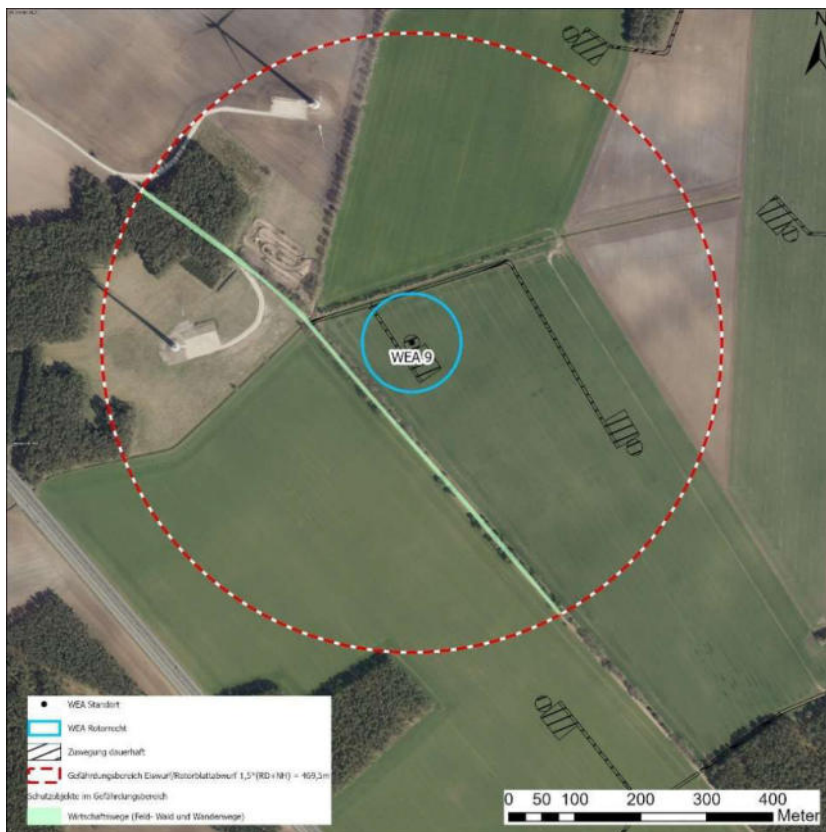 N
WEA 9
WEA Standort
WEA Rotorrecht
Zuwegung dauerhaft
Gefährdungsbereich Eiswurf/Rotorblattabwurf 1,5*(RD+NH) = 469,5m
Schutzobjekte im Gefährdungsbereich
Wirtschaftswege (Feld- Wald und Wanderwege)
0 50 100 200 300 400
Meter